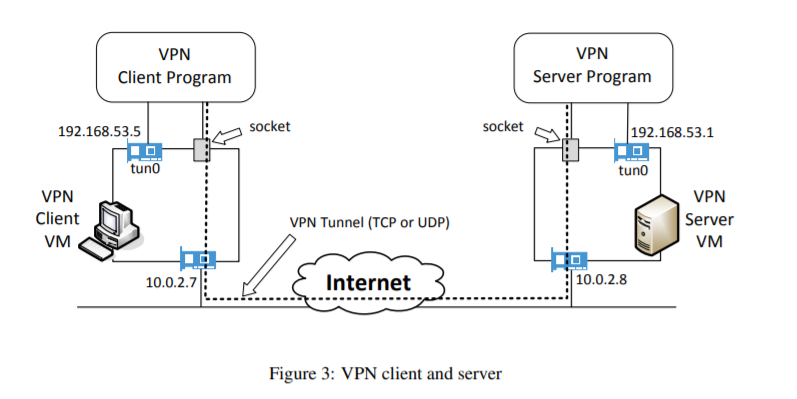 VPN
Client Program
VPN
Server Program
192.168.53.5
socket
socket
192.168.53.1
tun0
tun0
VPN
Client
VM
VPN Tunnel (TCP or UDP)
VPN
Server
VM
10.0.2.7
Internet
10.0.2.8
Figure 3: VPN client and server